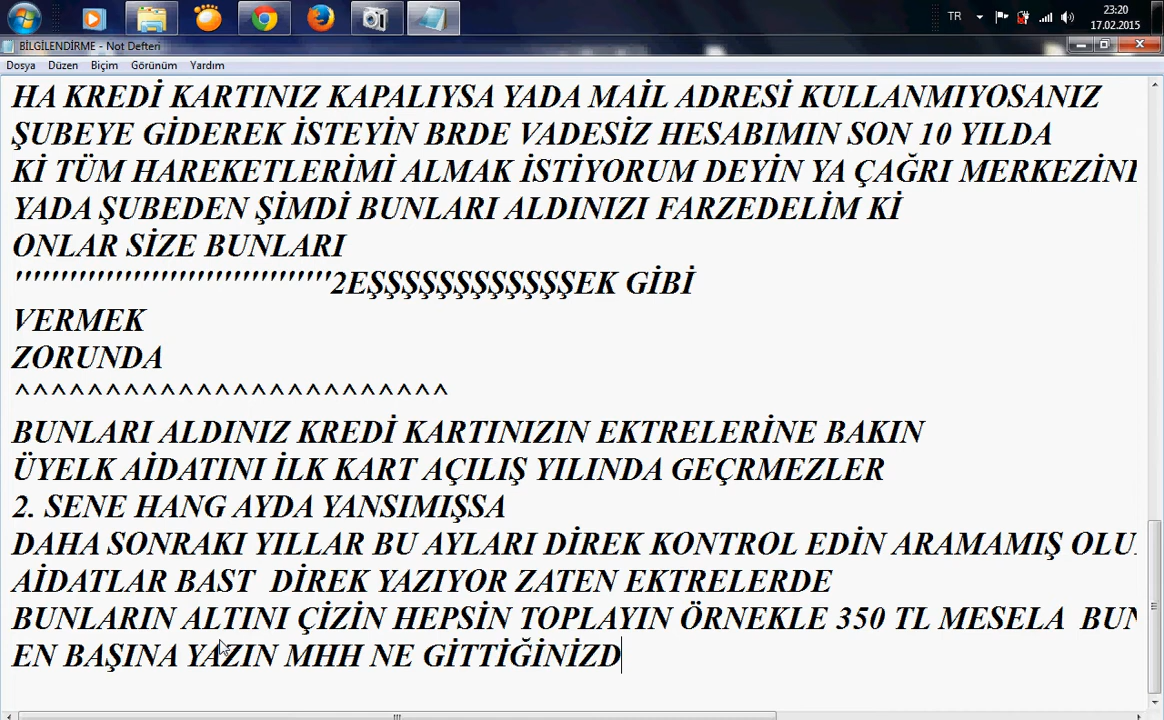 TR
23:20
17.02.2015
BİLGİLENDİRME - Not Defteri
Dosya Düzen Biçim Görünüm Yardım
HA KREDİ KARTINIZ KAPALIYSA YADA MAİL ADRESİ KULLANMIYOSANIZ
ŞUBEYE GİDEREK İSTEYİN BRDE VADESİZ HESABIMIN SON 10 YILDA
Kİ TÜM HAREKETLERİMİ ALMAK İSTİYORUM DEYİN YA ÇAĞRI
YADA ŞUBEDEN ŞİMDİ BUNLARI ALDINIZI FARZEDELİM Kİ
ONLAR SİZE BUNLARI
'''''''''''''''''''''''''''''''''''2EŞŞŞŞŞŞŞŞŞŞŞŞŞEK GİBİ
VERMEK
ZORUNDA
^^^^^^^^^^^^^^^^^^^^^^^^
BUNLARI ALDINIZ KREDİ KARTINIZIN EKTRELERİNE BAKIN
ÜYELK AİDATINI İLK KART AÇILIŞ YILINDA GEÇRMEZLER
2. SENE HANG AYDA YANSIMIŞSA
DAHA SONRAKI YILLAR BU AYLARI DİREK KONTROL EDİN ARAMAMIŞ
AİDATLAR BAST DİREK YAZIYOR ZATEN EKTRELERDE
BUNLARIN ALTINI ÇİZİN HEPSİN TOPLAYIN ÖRNEKLE 350 TL MESELA
EN BAŞINA YAZIN MHH NE GİTTİĞİNİZD